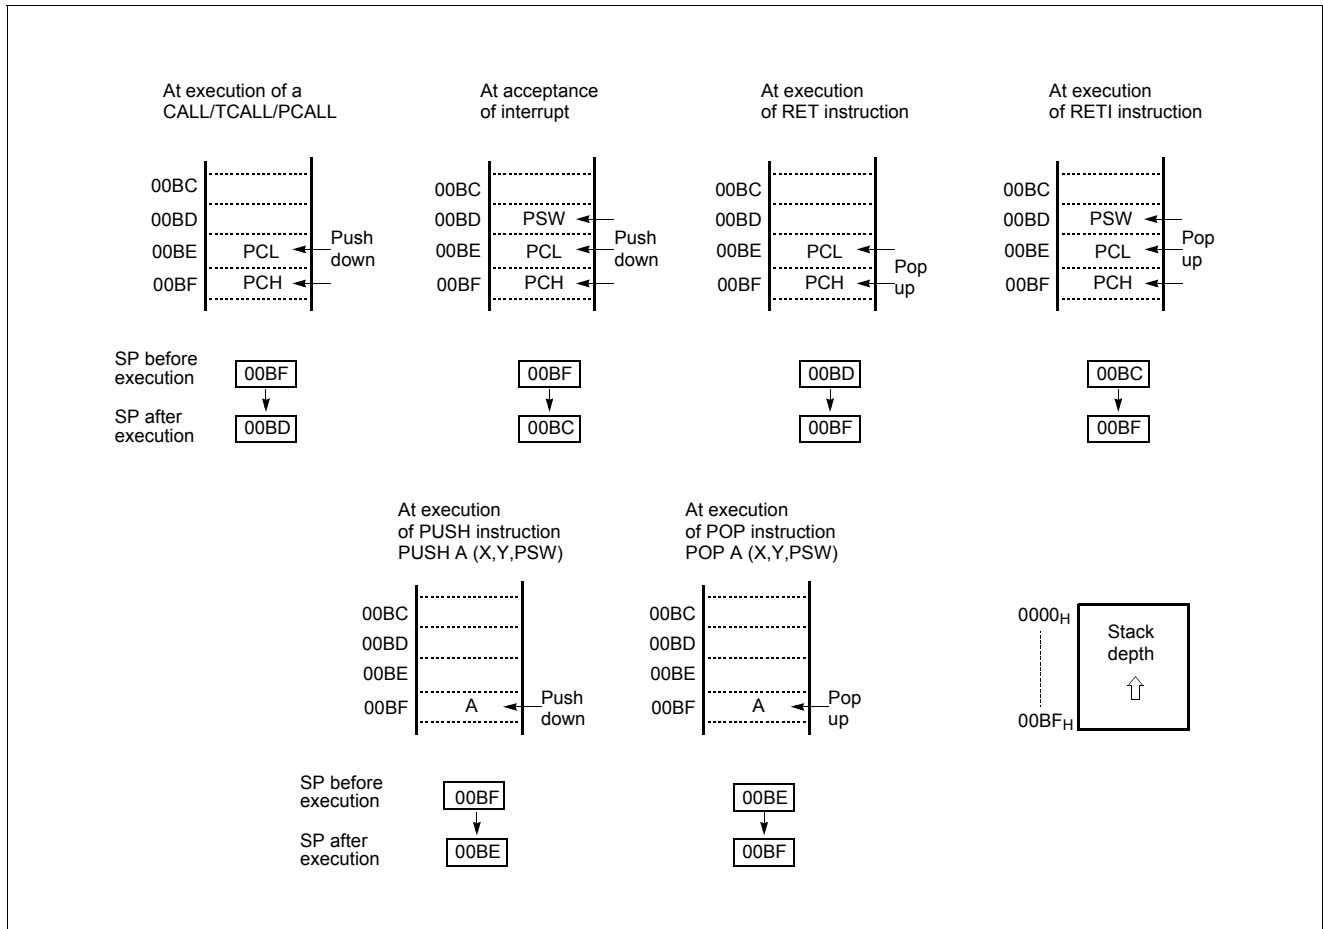 At execution of a
CALL/TCALL/PCALL
00BC
00BD
00BE PCL
00BF PCH
Push
down
At acceptance
of interrupt
00BC
00BD PSW
00BE PCL
00BF PCH
Push
down
At execution
of RET instruction
00BC
00BD
00BE PCL
00BF PCH
Pop
up
At execution
of RETI instruction
00BC
00BD PSW
00BE PCL
00BF PCH
Pop
up
SP before
execution
00BF
00BF
00BD
00BC
SP after
execution
00BD
00BC
00BF
00BF
At execution
of PUSH instruction
PUSH A (X,Y,PSW)
00BC
00BD
00BE
00BF A
Push
down
At execution
of POP instruction
POP A (X,Y,PSW)
00BC
00BD
00BE
00BF A
Pop
up
0000H
Stack
depth
00BFH
SP before
execution
00BF
00BE
SP after
execution
00BE
00BF